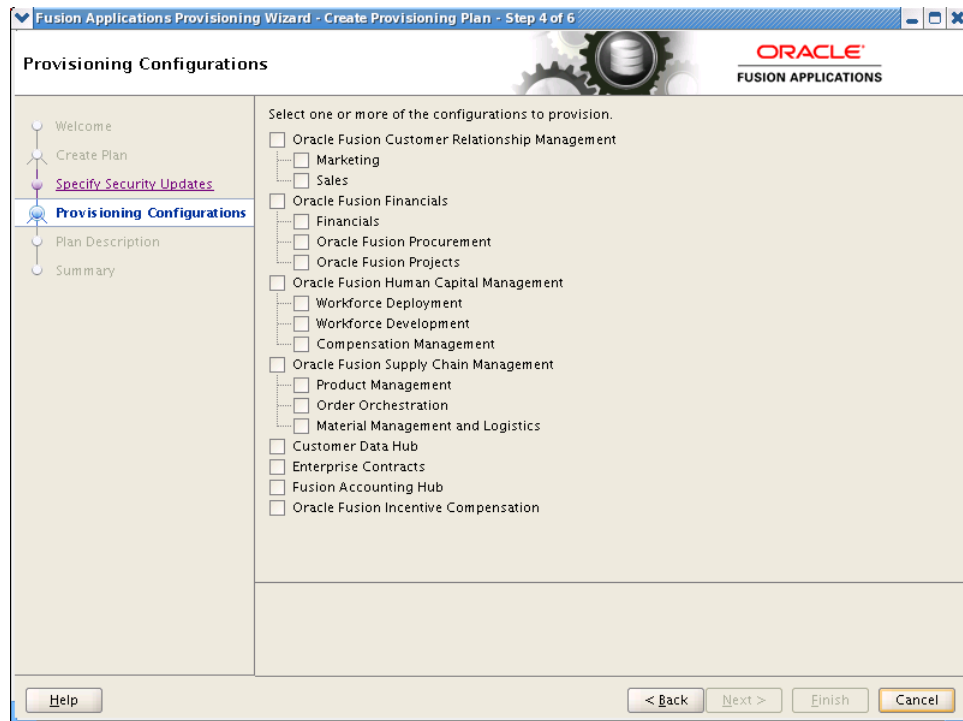 Fusion Applications Provisioning Wizard - Create Provisioning Plan - Step 4 of 6
Provisioning Configurations
ORACLE
FUSION APPLICATIONS
Welcome
Create Plan
Specify Security Updates
Provisioning Configurations
Plan Description
Summary
Select one or more of the configurations to provision.
Oracle Fusion Customer Relationship Management
Marketing
Sales
Oracle Fusion Financials
Financials
Oracle Fusion Procurement
Oracle Fusion Projects
Oracle Fusion Human Capital Management
Workforce Deployment
Workforce Development
Compensation Management
Oracle Fusion Supply Chain Management
Product Management
Order Orchestration
Material Management and Logistics
Customer Data Hub
Enterprise Contracts
Fusion Accounting Hub
Oracle Fusion Incentive Compensation
Help
< Back
Next >
Finish
Cancel